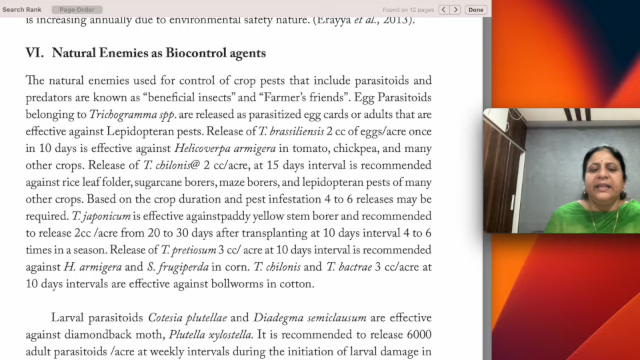 Search Rank
Page Order
Found on 12 pages
Done
is increasing annually due to environmental safety nature. (Erayya et al., 2013).
VI. Natural Enemies as Biocontrol agents
The natural enemies used for control of crop pests that include parasitoids and
predators are known as “beneficial insects” and “Farmer's friends”. Egg Parasitoids
belonging to Trichogramma spp. are released as parasitized egg cards or adults that are
effective against Lepidopteran pests. Release of T. brassiliensis 2 cc of eggs/acre once
in 10 days is effective against Helicoverpa armigera in tomato, chickpea, and many
other crops. Release of T. chilonis@ 2 cc/acre, at 15 days interval is recommended
against rice leaf folder, sugarcane borers, maze borers, and lepidopteran pests of many
other crops. Based on the crop duration and pest infestation 4 to 6 releases may be
required. T. japonicum is effective againstpaddy yellow stem borer and recommended
to release 2cc /acre from 20 to 30 days after transplanting at 10 days interval 4 to 6
times in a season. Release of T. pretiosum 3 cc/ acre at 10 days interval is recommended
against H. armigera and S. frugiperda in corn. T. chilonis and T. bactrae 3 cc/acre at
10 days intervals are effective against bollworms in cotton.
Larval parasitoids Cotesia plutellae and Diadegma semiclausum are effective
against diamondback moth, Plutella xylostella. It is recommended to release 6000
adult parasitoids /acre at weekly intervals during the initiation of larval damage in